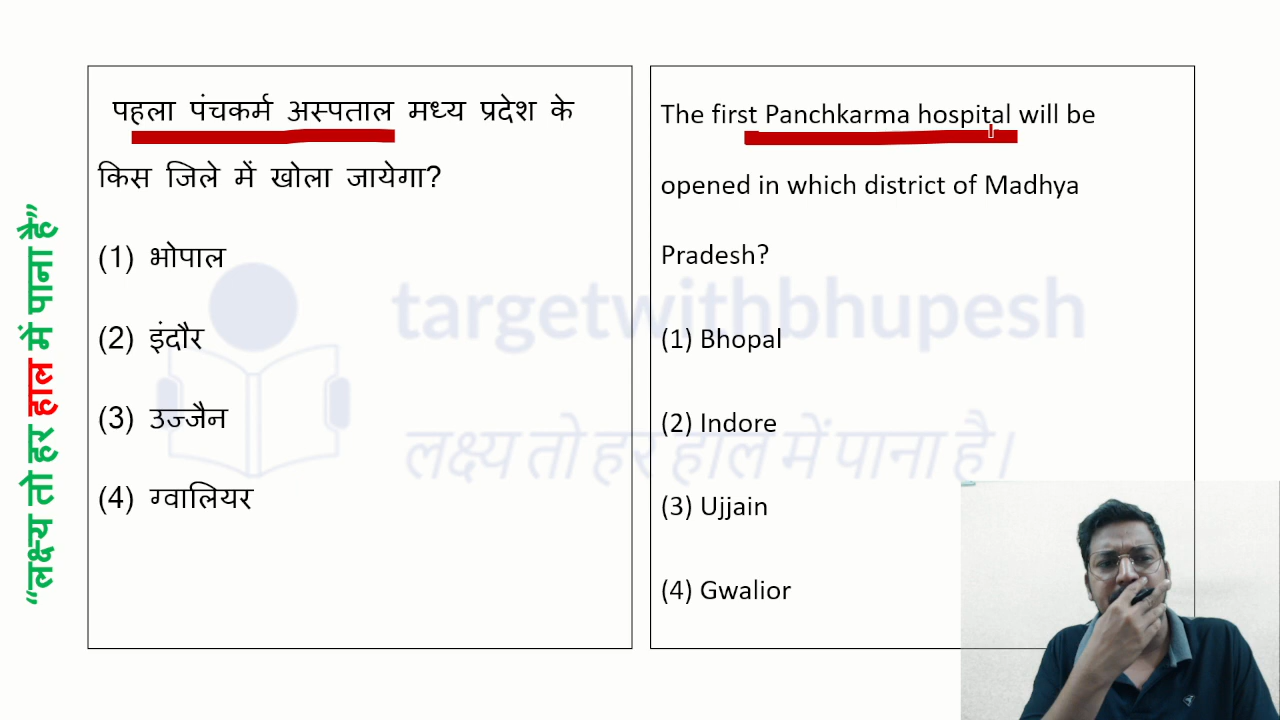 "लक्ष्य तो हर हाल में पाना है"
पहला पंचकर्म अस्पताल मध्य प्रदेश के
किस जिले में खोला जायेगा?
(1) भोपाल
(2) इंदौर
(3) उज्जैन
(4) ग्वालियर
The first Panchkarma hospital will be
opened in which district of Madhya
Pradesh?
(1) Bhopal
(2) Indore
(3) Ujjain
(4) Gwalior
targetwithbhupesh
लक्ष्य तो हर हाल में पाना है।